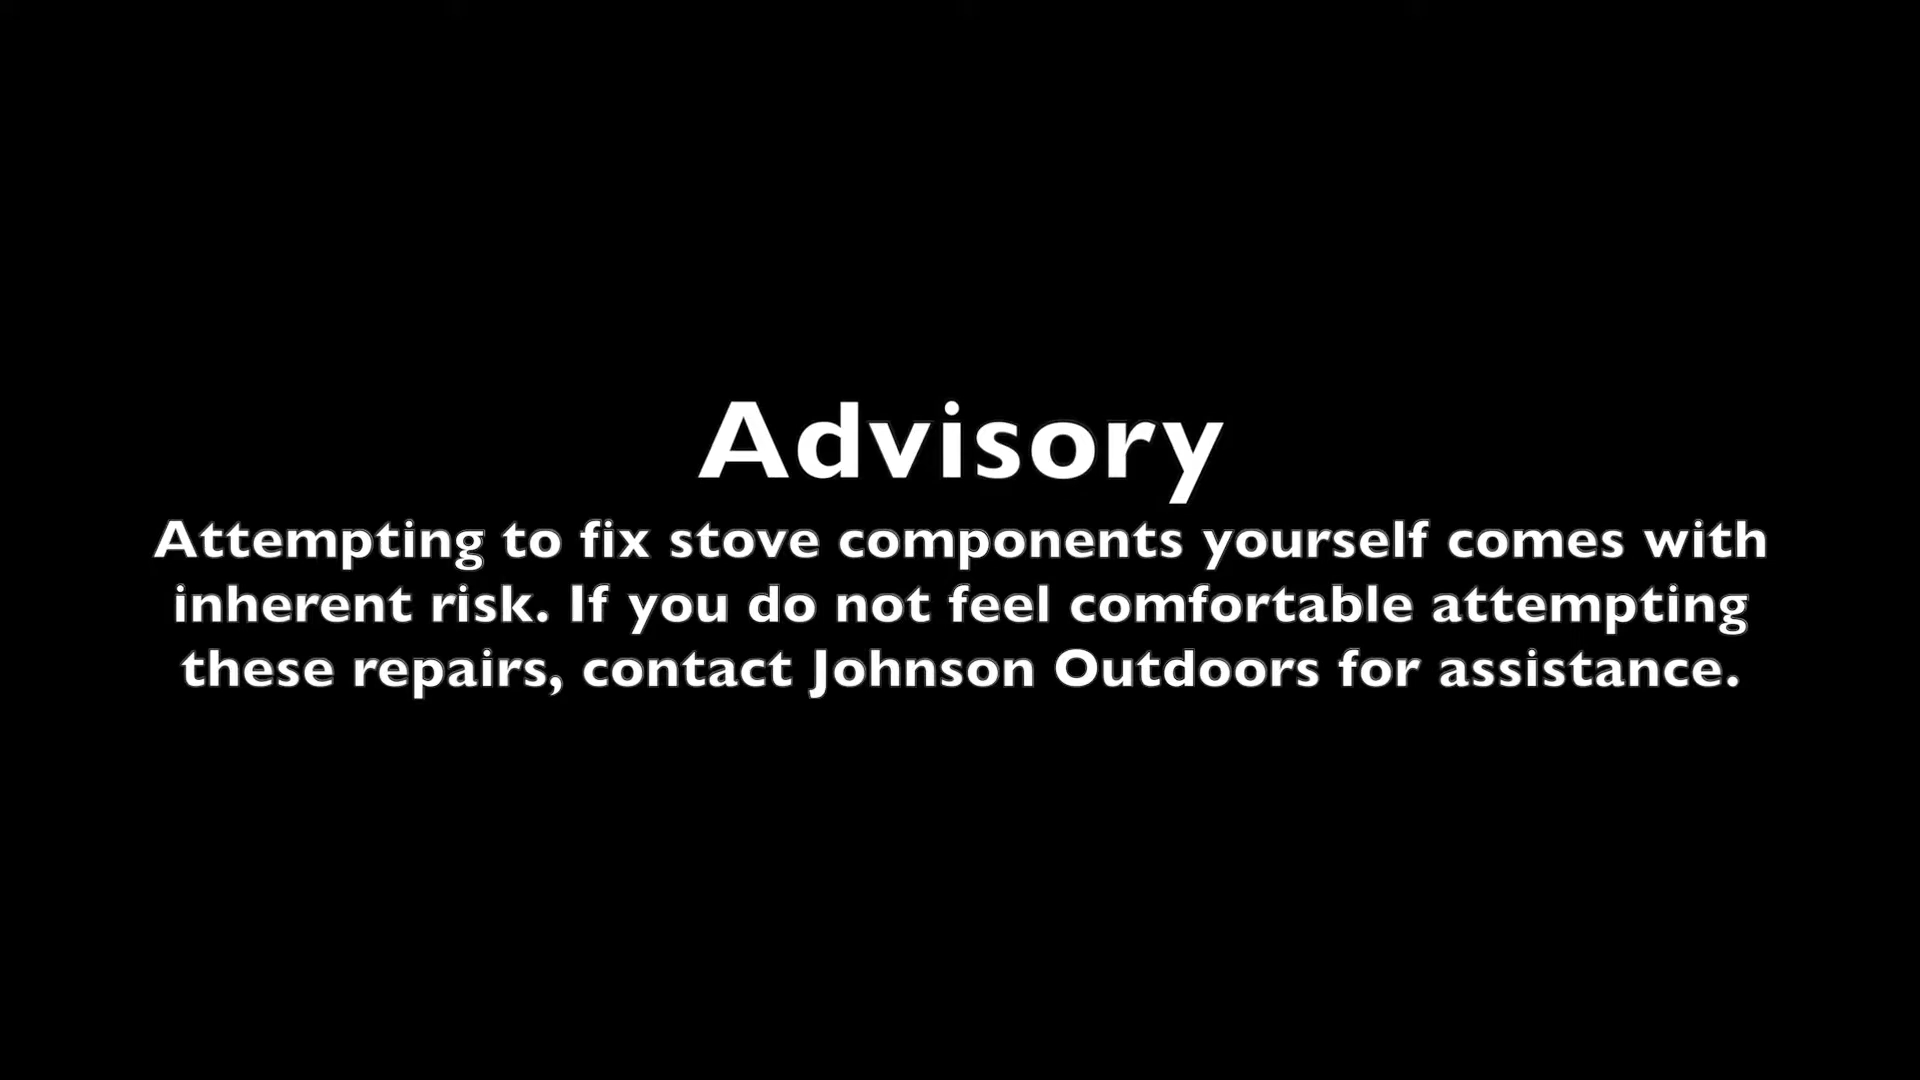 Advisory
Attempting to fix stove components yourself comes with
inherent risk. If you do not feel comfortable attempting
these repairs, contact Johnson Outdoors for assistance.